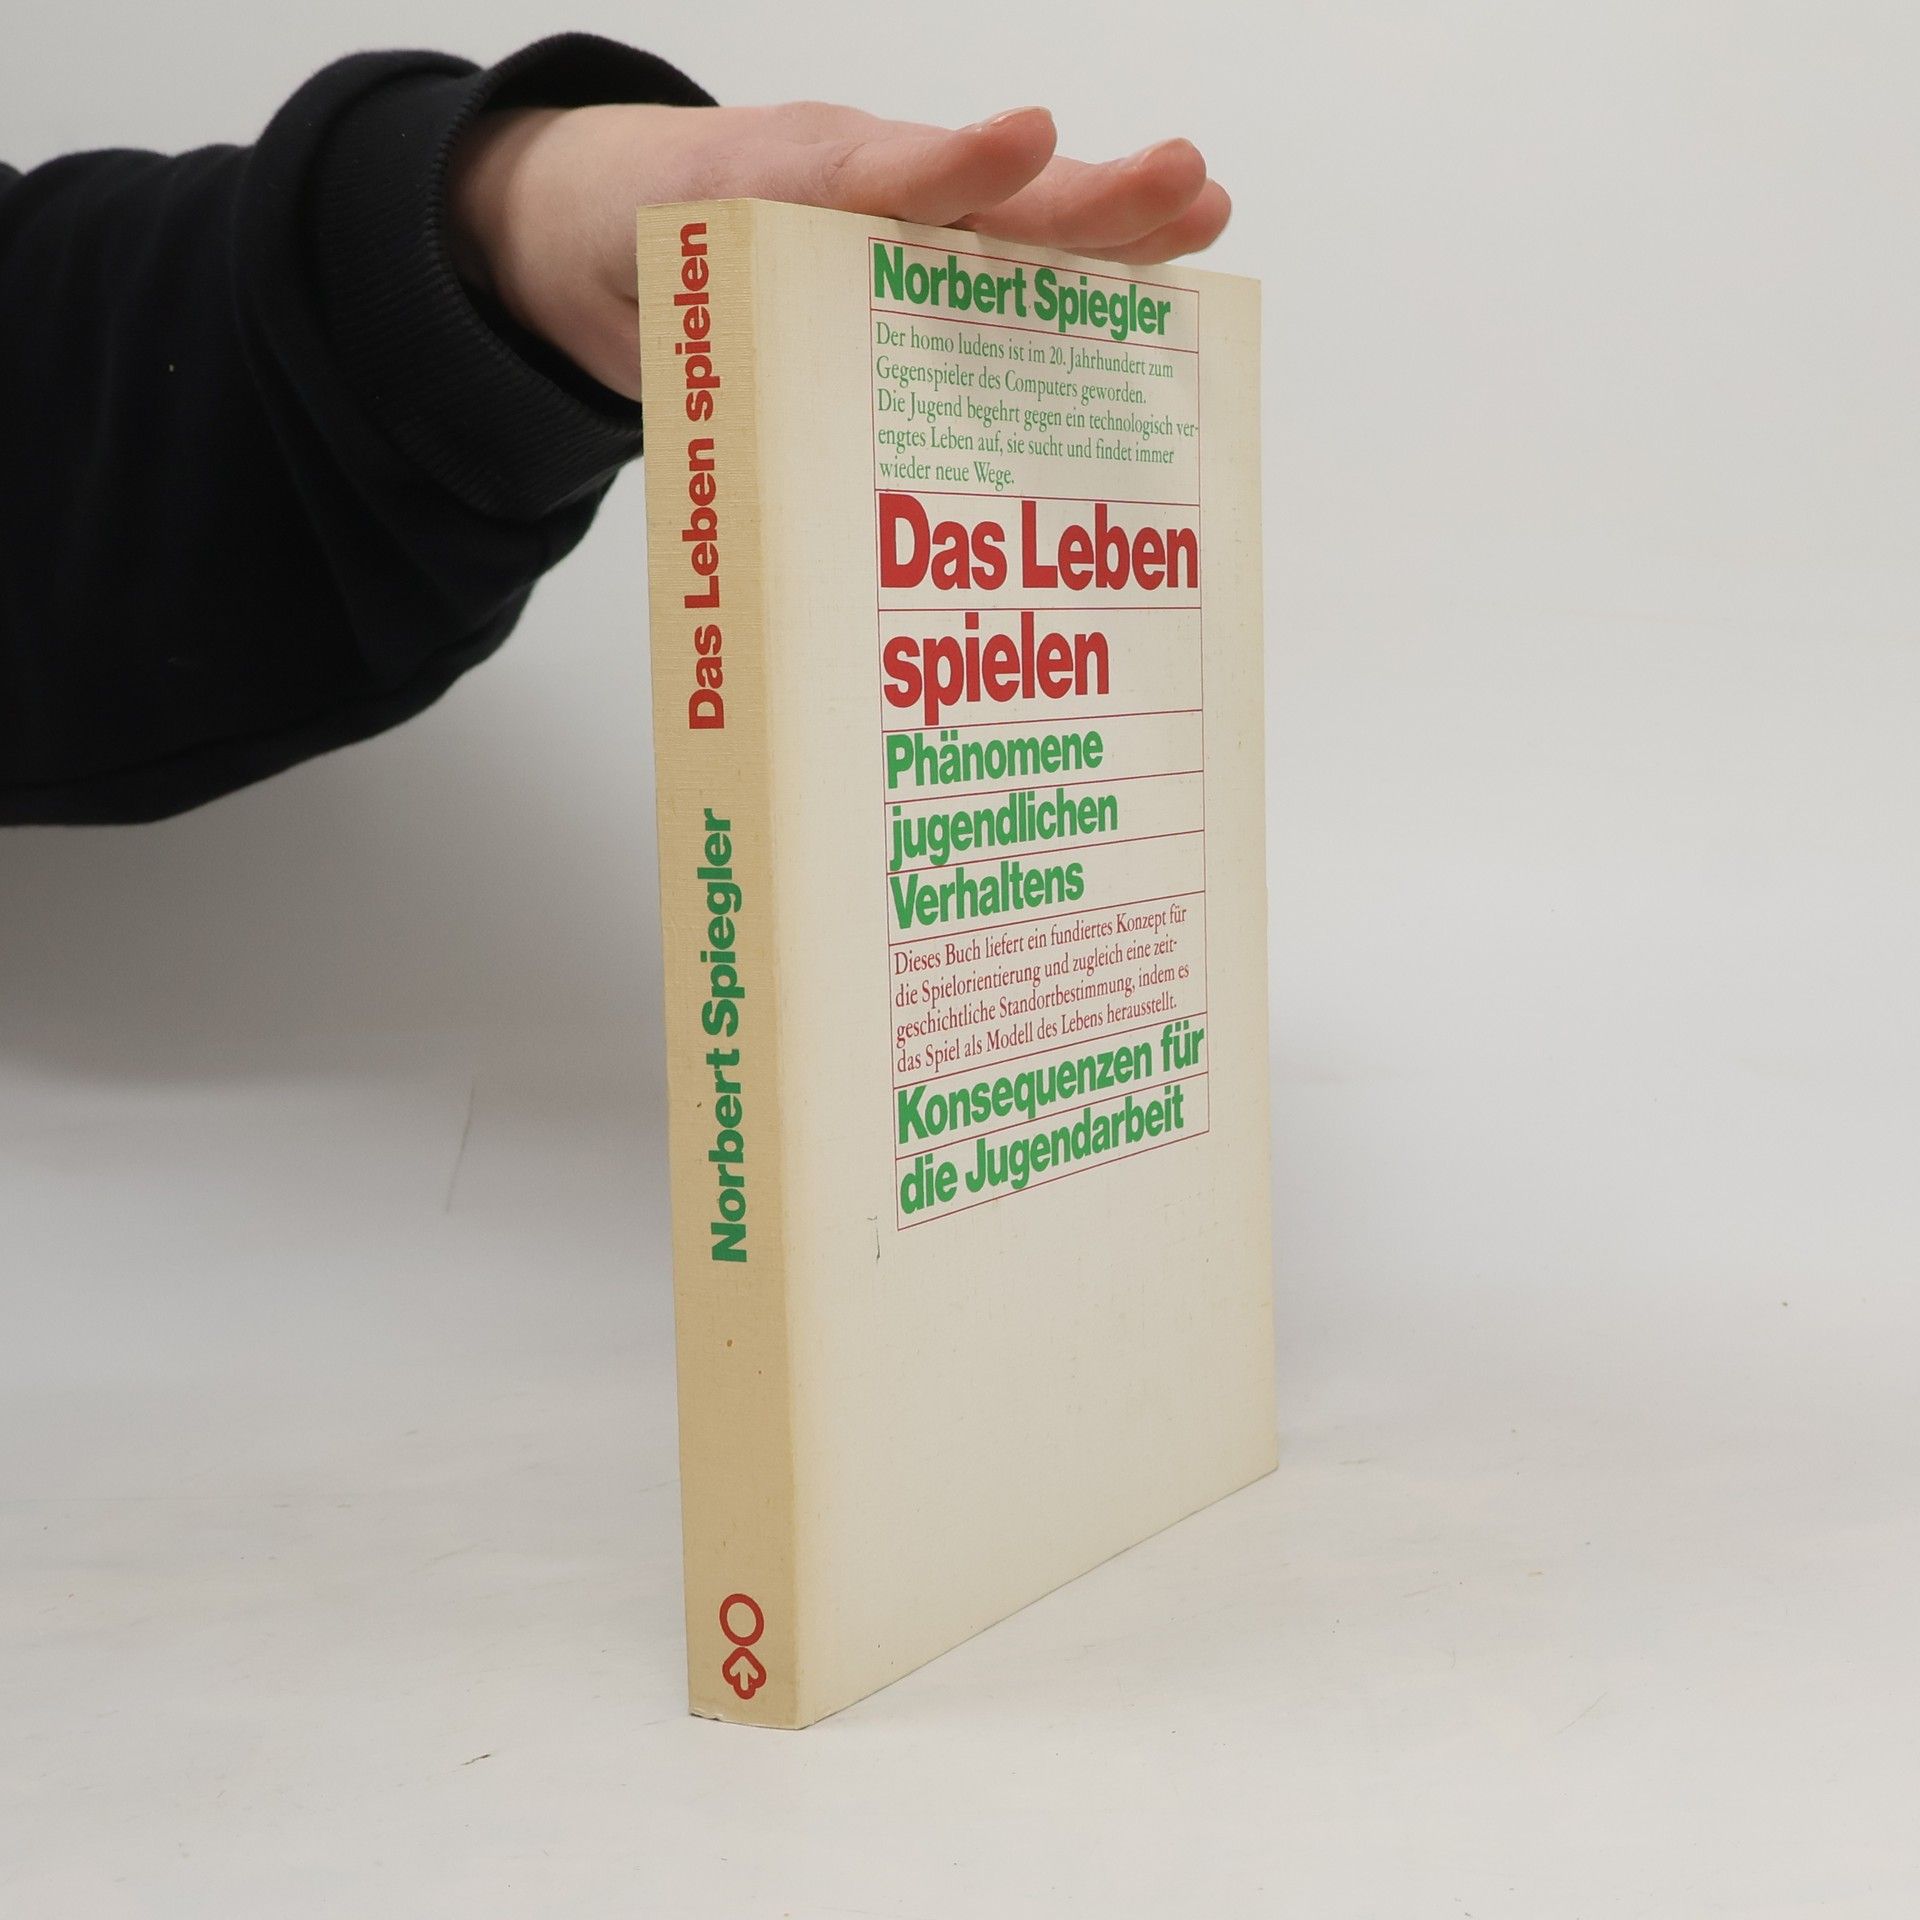 Das Leben spielen
Norbert Spiegler
Norbert Spiegler
Der homo ludens ist im 20. Jahrhundert zum
Gegenspieler des Computers geworden.
Die Jugend begehrt gegen ein technologisch ver-
engtes Leben auf, sie sucht und findet immer
wieder neue Wege.
Das Leben
spielen
Phänomene
jugendlichen
Verhaltens
Dieses Buch liefert ein fundiertes Konzept für
die Spielorientierung und zugleich eine zeit-
geschichtliche Standortbestimmung, indem es
das Spiel als Modell des Lebens herausstellt.
Konsequenzen für
die Jugendarbeit